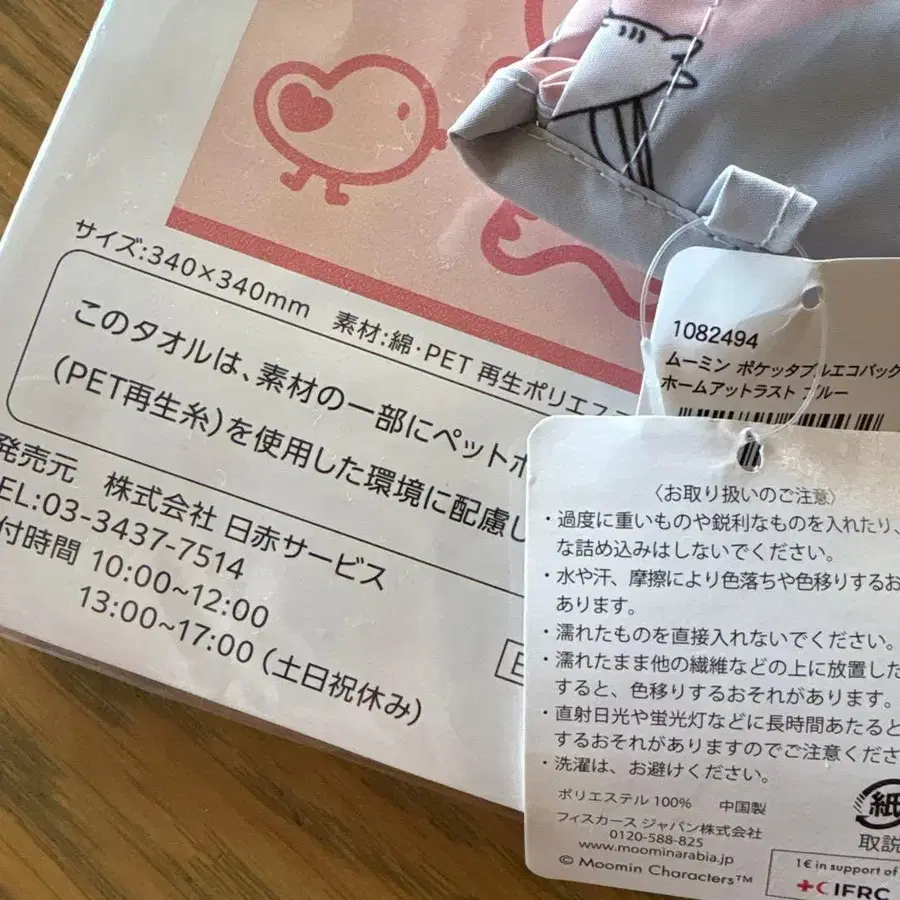 サイズ:340×340mm 素材:綿・PET 再生ポリエステ
このタオルは、素材の一部にペットボ
(PET再生糸)を使用した環境に配慮し
発売元 株式会社 日赤サービス
EL:03-3437-7514
付時間 10:00~12:00
13:00~17:00 (土日祝休み)
1082494
ムーミン ポケッタブルエコバック
ホームアットラスト ブルー
〈お取り扱いのご注意〉
・過度に重いものや鋭利なものを入れたり、
な詰め込みはしないでください。
・水や汗、摩擦により色落ちや色移りするお
あります。
・濡れたものを直接入れないでください。
・濡れたまま他の繊維などの上に放置した
すると、色移りするおそれがあります。
・直射日光や蛍光灯などに長時間あたると
するおそれがありますのでご注意くださ
・洗濯は、お避けください。
ポリエステル 100% 中国製
フィスカース ジャパン株式会社
0120-588-825
www.moominarabia.jp
© Moomin Characters™
紙
取説
1€ in support of
IFRC